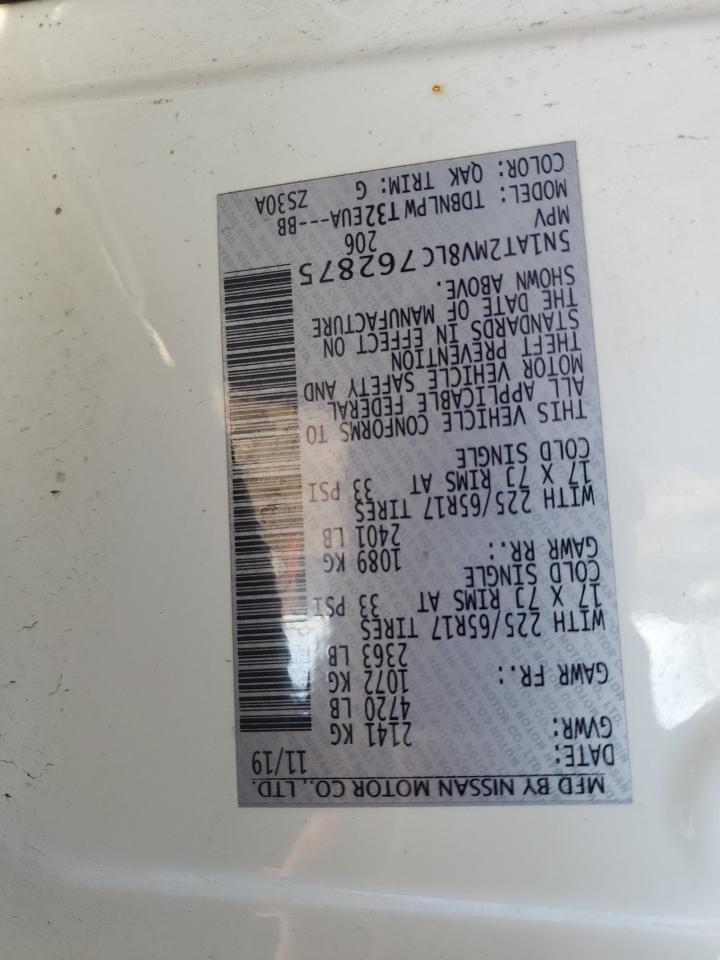 MFD BY NISSAN MOTOR CO., LTD.
DATE: 11/19
GVWR: 2141 KG
4720 LB
GAWR FR.: 1072 KG
2363 LB
WITH 225/65R17 TIRES
17 X 7J RIMS AT 33 PSI
COLD SINGLE
GAWR RR.: 1089 KG
2401 LB
WITH 225/65R17 TIRES
17 X 7J RIMS AT 33 PSI
COLD SINGLE
THIS VEHICLE CONFORMS TO
ALL APPLICABLE FEDERAL
MOTOR VEHICLE SAFETY AND
THEFT PREVENTION
STANDARDS IN EFFECT ON
THE DATE OF MANUFACTURE
SHOWN ABOVE.
5N1AT2MV8LC762875
MPV 206
MODEL: TDBNLPWT32EUA---BB
COLOR: QAK TRIM: G ZS30A